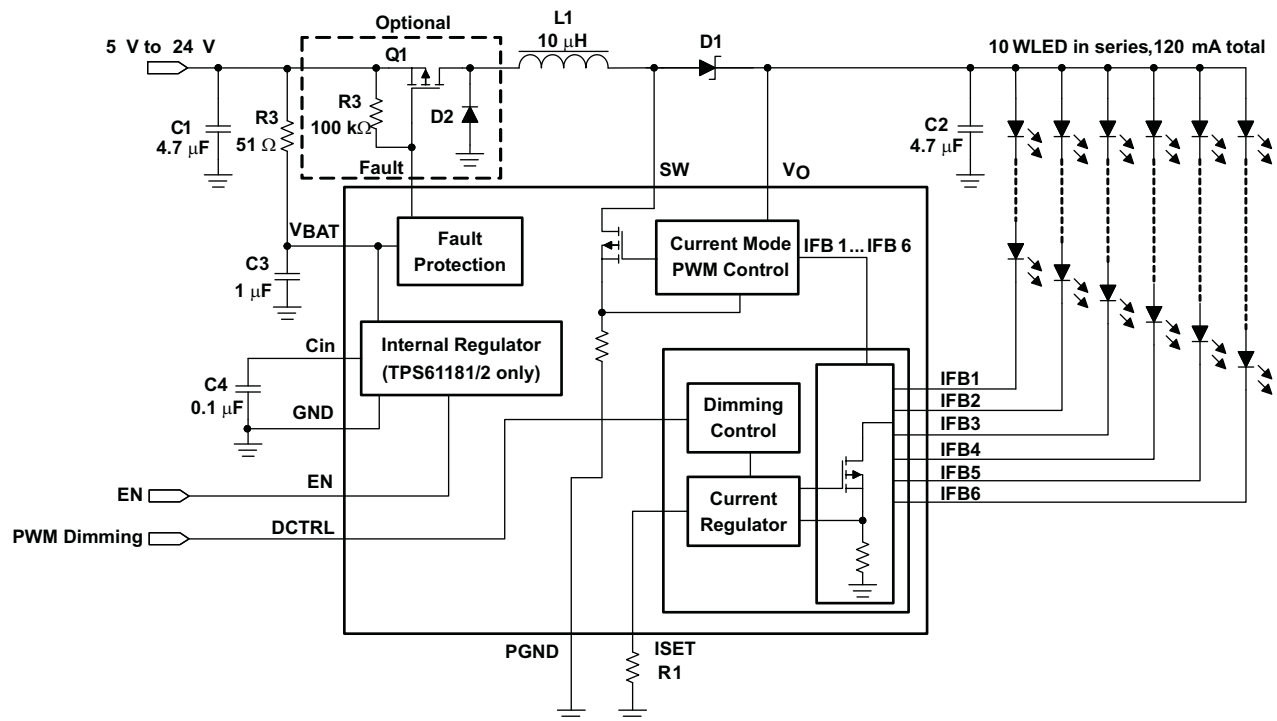 Optional
L1
10 μH
5 V to 24 V
Q1
D1
10 WLED in series,120 mA total
R3
100 kΩ
D2
C1
4.7 μF
R3
51 Ω
C2
4.7 μF
Fault
SW
VO
VBAT
Fault
Protection
Current Mode
PWM Control
IFB 1...IFB 6
C3
1 μF
Cin
Internal Regulator
(TPS61181/2 only)
C4
0.1 μF
GND
Dimming
Control
IFB1
IFB2
IFB3
IFB4
IFB5
IFB6
EN
EN
Current
Regulator
PWM Dimming
DCTRL
PGND
ISET
R1